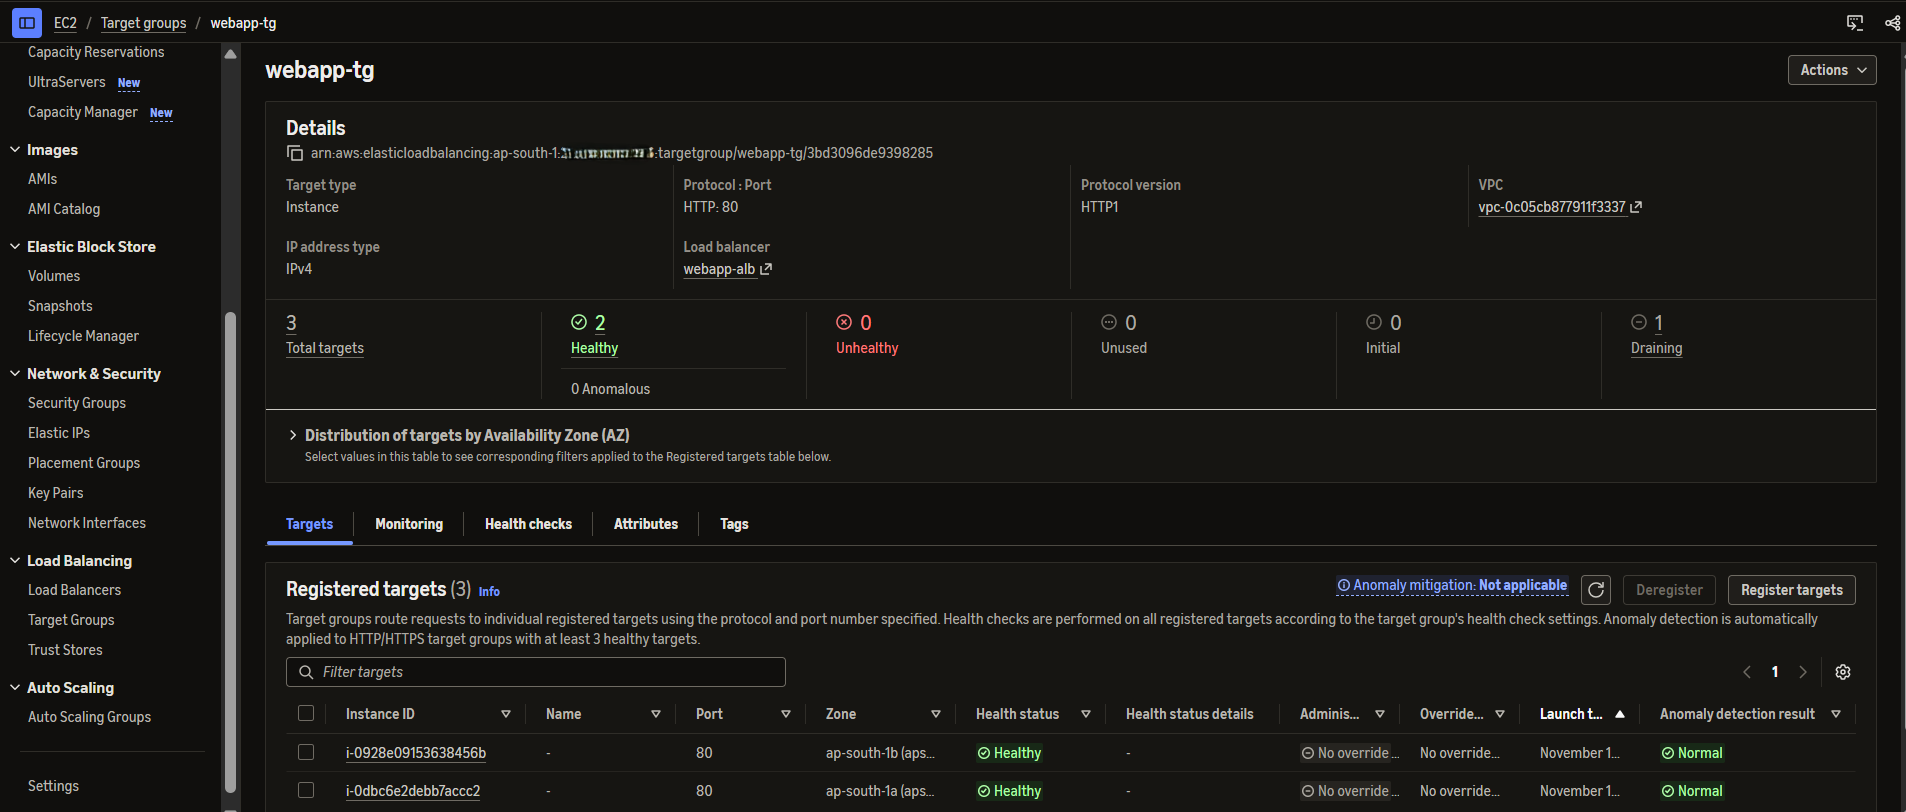 EC2 / Target groups / webapp-tg
Capacity Reservations
UltraServers New
Capacity Manager New
Images
AMIs
AMI Catalog
Elastic Block Store
Volumes
Snapshots
Lifecycle Manager
Network & Security
Security Groups
Elastic IPs
Placement Groups
Key Pairs
Network Interfaces
Load Balancing
Load Balancers
Target Groups
Trust Stores
Auto Scaling
Auto Scaling Groups
Settings
webapp-tg
Actions
Details
arn:aws:elasticloadbalancing:ap-south-1: :targetgroup/webapp-tg/3bd3096de9398285
Target type
Instance
Protocol : Port
HTTP: 80
Protocol version
HTTP1
VPC
vpc-0c05cb877911f3337
IP address type
IPv4
Load balancer
webapp-alb
3
Total targets
2
Healthy
0 Anomalous
0
Unhealthy
0
Unused
0
Initial
1
Draining
Distribution of targets by Availability Zone (AZ)
Select values in this table to see corresponding filters applied to the Registered targets table below.
Targets Monitoring Health checks Attributes Tags
Registered targets (3) Info
Anomaly mitigation: Not applicable
Deregister
Register targets
Target groups route requests to individual registered targets using the protocol and port number specified. Health checks are performed on all registered targets according to the target group's health check settings. Anomaly detection is automatically
applied to HTTP/HTTPS target groups with at least 3 healthy targets.
Filter targets
1
Instance ID Name Port Zone Health status Health status details Adminis... Override... Launch t... Anomaly detection result
i-0928e09153638456b - 80 ap-south-1b (aps... Healthy - No override... No override... November 1... Normal
i-0dbc6e2debb7accc2 - 80 ap-south-1a (aps... Healthy - No override... No override... November 1... Normal